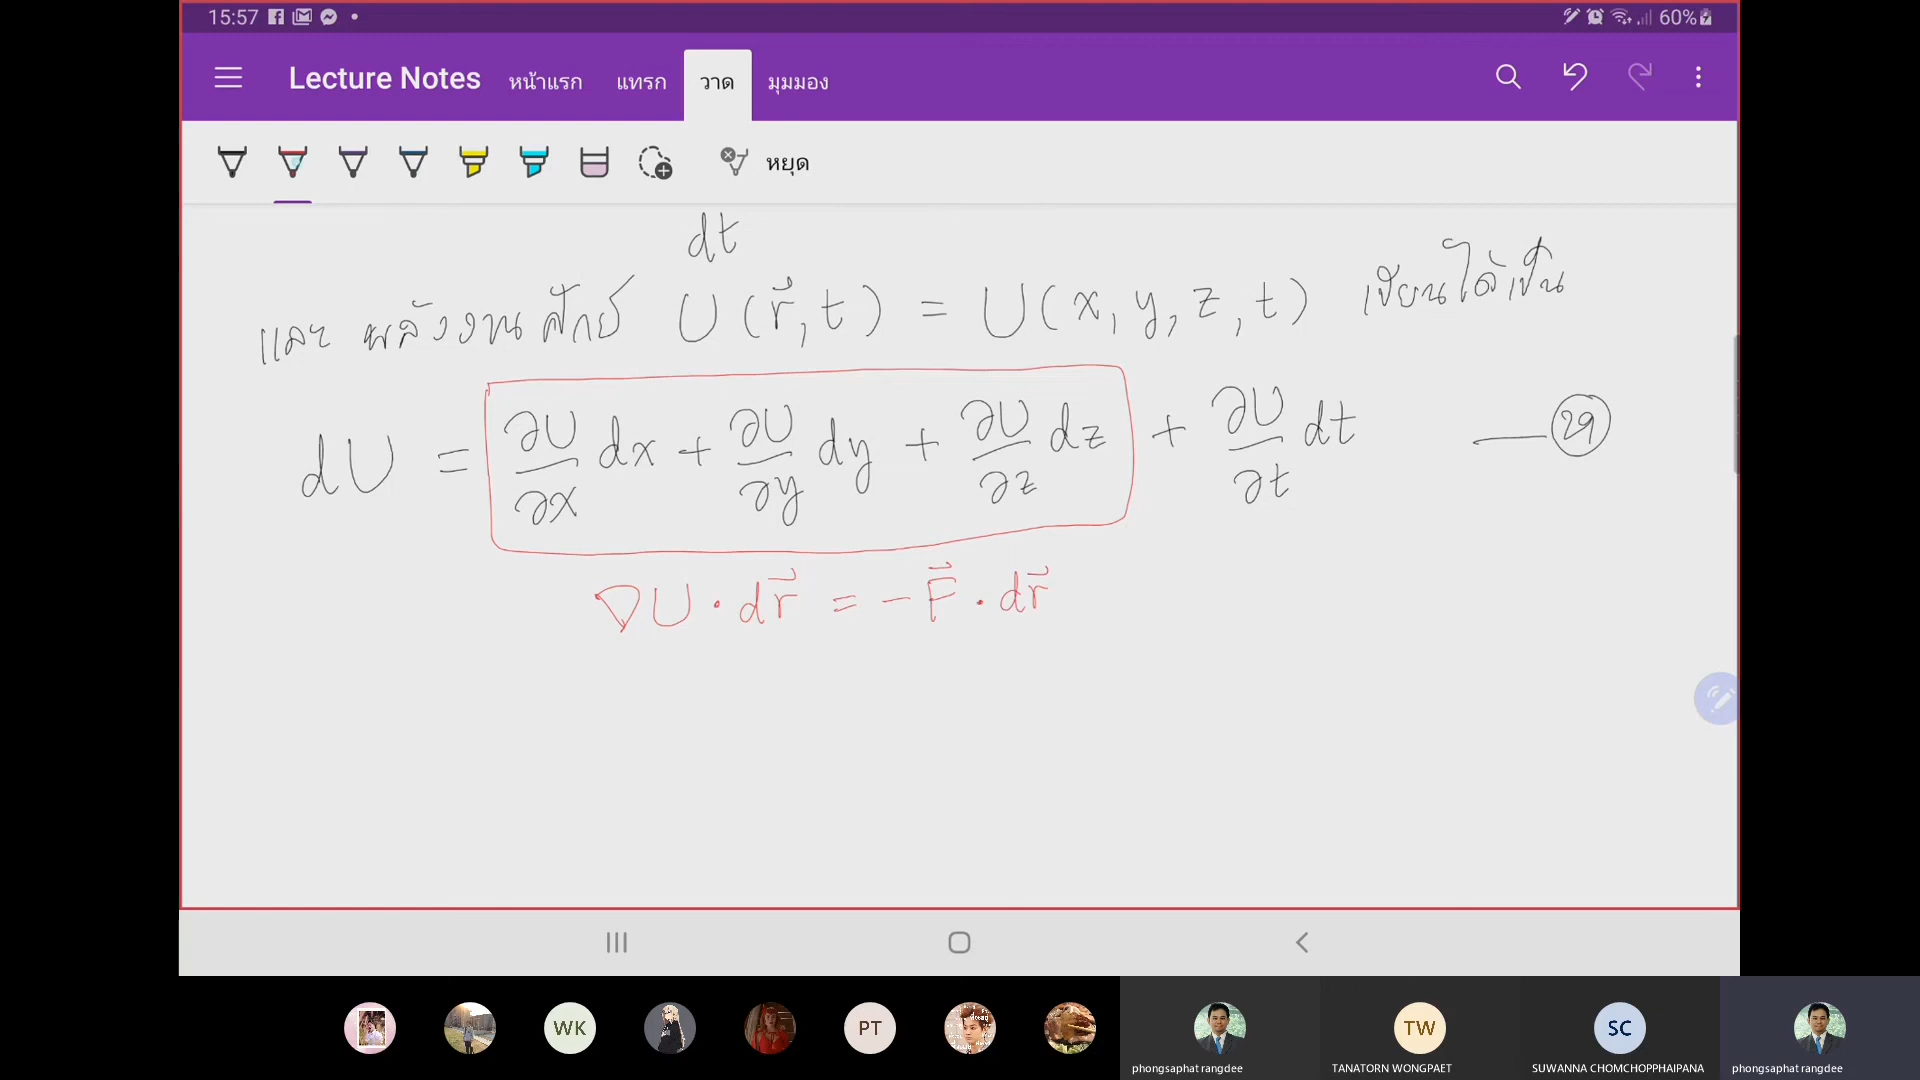 15:57
60%
Lecture Notes หน้าแรก แทรก วาด มุมมอง
หยุด
dt
และ พลังงานศักย์ U(r⃗,t) = U(x, y, z, t) เขียนได้เป็น
dU = ∂U/∂x dx + ∂U/∂y dy + ∂U/∂z dz + ∂U/∂t dt — 29
∇U · dr⃗ = -F⃗ · dr⃗
WK PT TW SC
phongsaphat rangdee TANATORN WONGPAET SUWANNA CHOMCHOPPHAIPANA phongsaphat rangdee